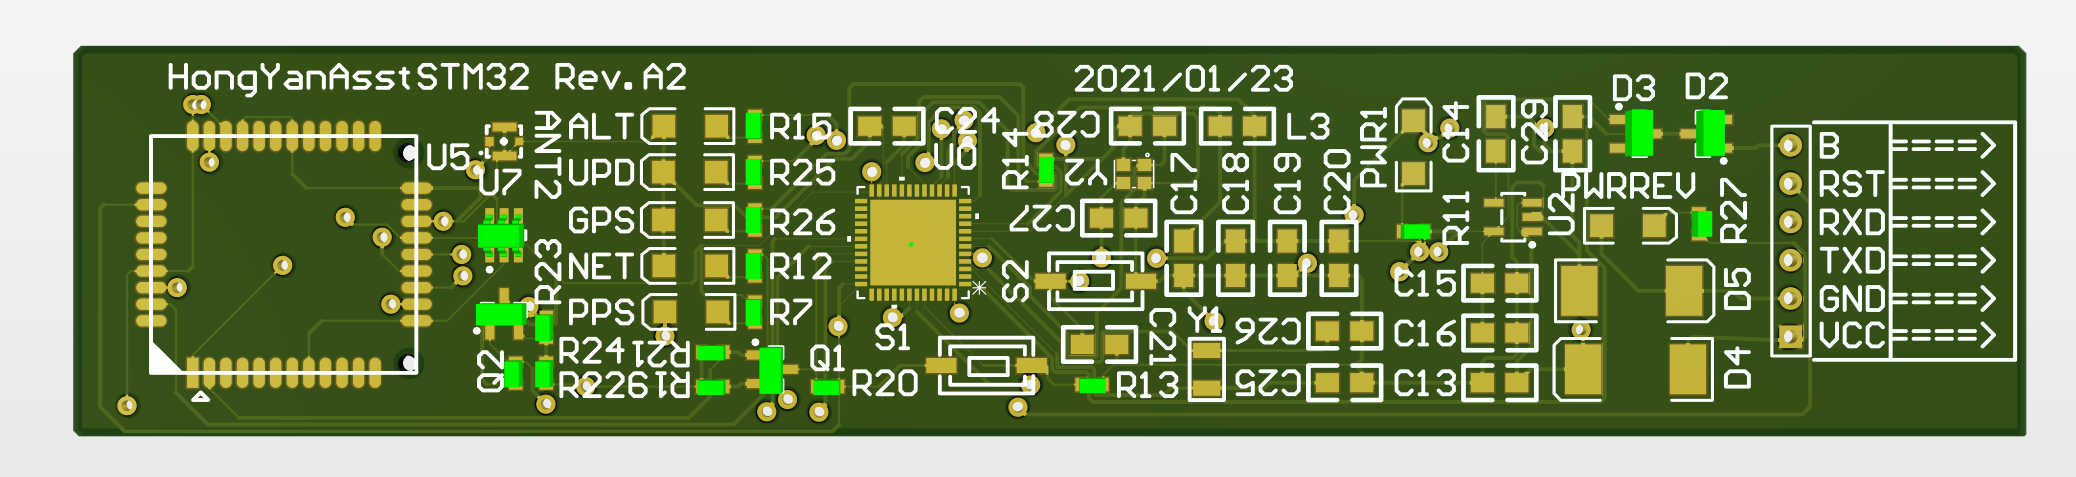 HongYanAsstSTM32 Rev.A2
2021/01/23
U5
U7
ANT2
ALT
R15
UPD
R25
GPS
R26
NET
R12
PPS
R7
R23
Q2
R24
R22
R21
R19
Q1
R20
C24
U0
S1
R14
C28
L3
Y2
C27
S2
C17
C18
C19
C20
C21
R13
Y1
C26
C25
PWR1
R11
C14
C29
U2
C15
C16
C13
D3
D2
PWRREV
R27
D5
D4
B ====>
RST ====>
RXD ====>
TXD ====>
GND ====>
VCC ====>